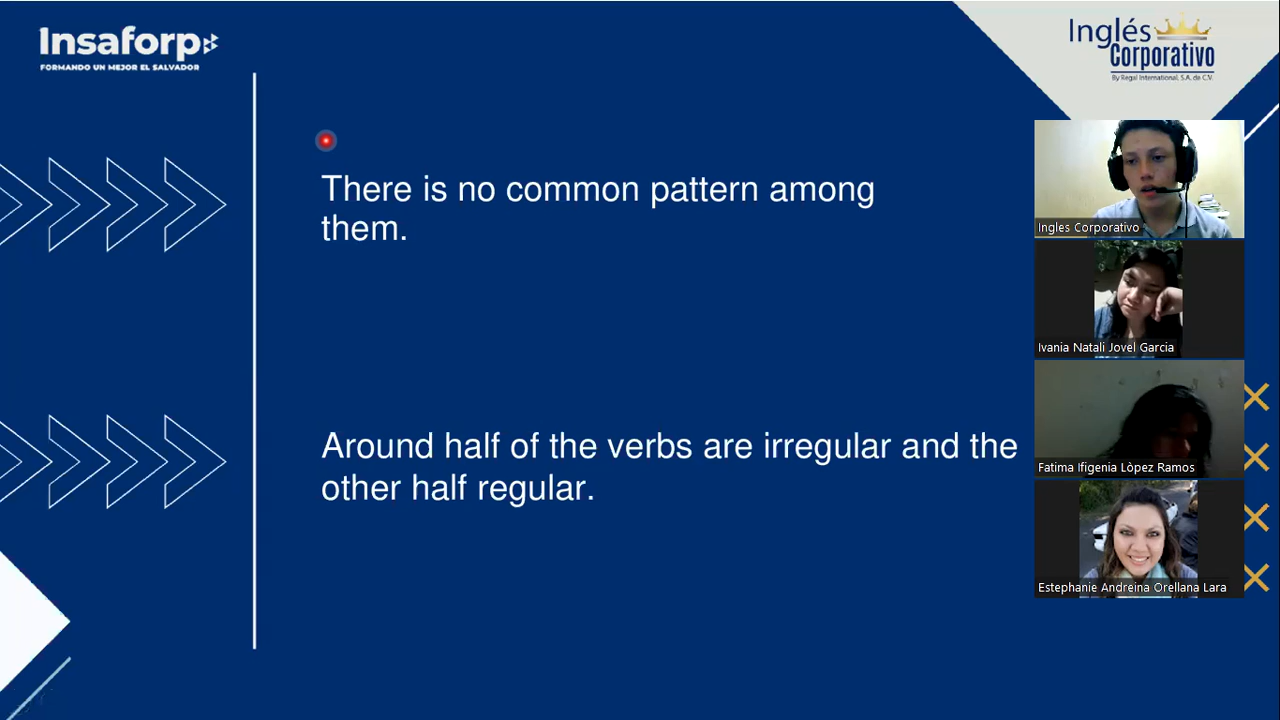 Insaforp
FORMANDO UN MEJOR EL SALVADOR
Inglés
Corporativo
By Regal International, S.A. de C.V.
There is no common pattern among
them.
Around half of the verbs are irregular and the
other half regular.
Ingles Corporativo
Ivania Natali Jovel Garcia
Fatima Ifigenia Lòpez Ramos
Estephanie Andreina Orellana Lara